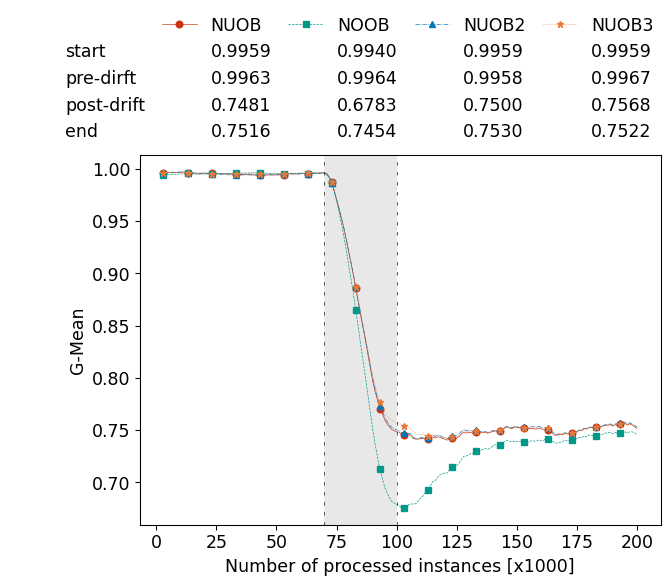 NUOB NOOB NUOB2 NUOB3
start 0.9959 0.9940 0.9959 0.9959
pre-dirft 0.9963 0.9964 0.9958 0.9967
post-drift 0.7481 0.6783 0.7500 0.7568
end 0.7516 0.7454 0.7530 0.7522
1.00
0.95
0.90
0.85
0.80
0.75
0.70
G-Mean
0 25 50 75 100 125 150 175 200
Number of processed instances [x1000]